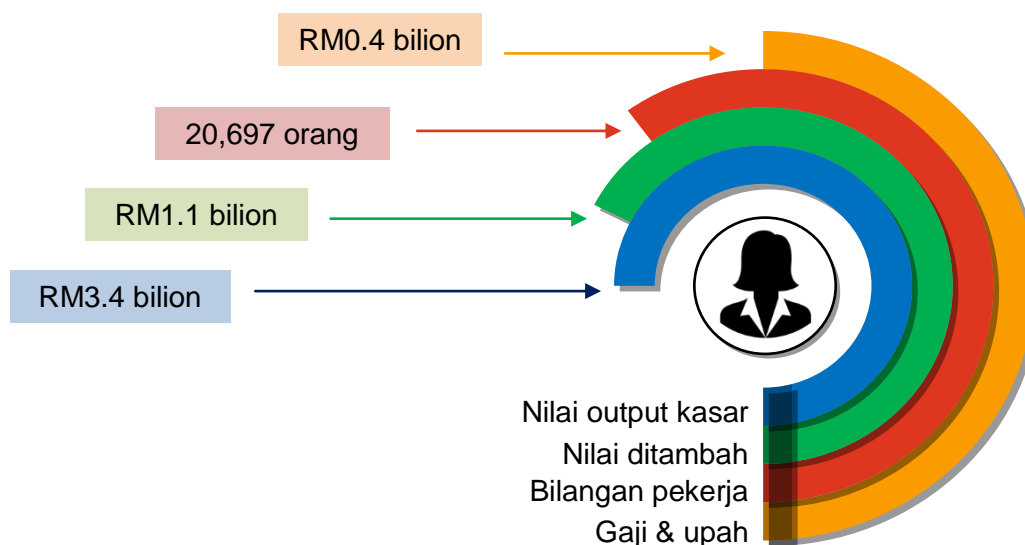 RM0.4 bilion
20,697 orang
RM1.1 bilion
RM3.4 bilion
Nilai output kasar
Nilai ditambah
Bilangan pekerja
Gaji & upah